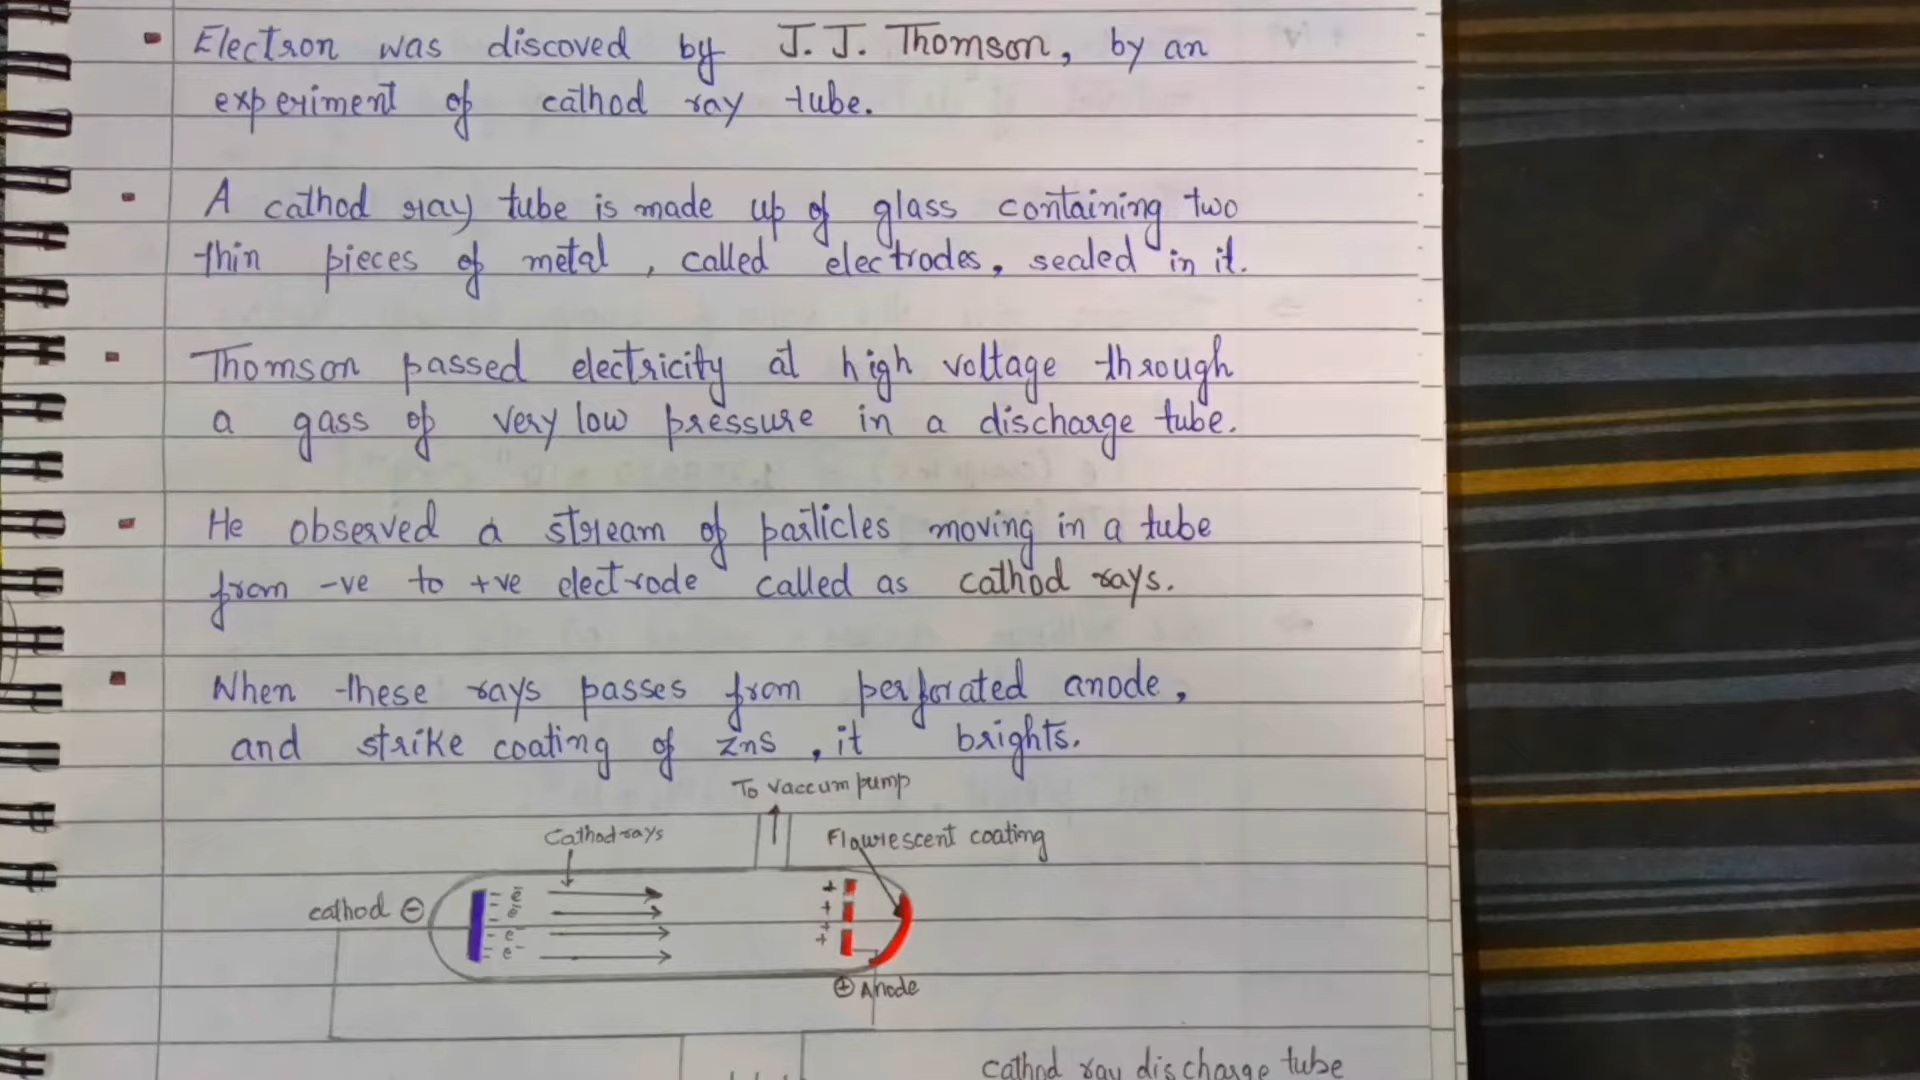 Electron was discoved by J. J. Thomson, by an
experiment of cathod ray tube.
A cathod ray tube is made up of glass containing two
thin pieces of metal, called electrodes, sealed in it.
Thomson passed electricity at high voltage through
a gass of very low pressure in a discharge tube.
He observed a stream of particles moving in a tube
from -ve to +ve electrode called as cathod rays.
When these rays passes from perforated anode,
and strike coating of ZnS, it brights.
To vaccum pump
Cathod rays
Flourescent coating
cathod ⊖
- e-
- e-
- e-
- e-
+
+
+
+
⊕ Anode
cathod ray discharge tube